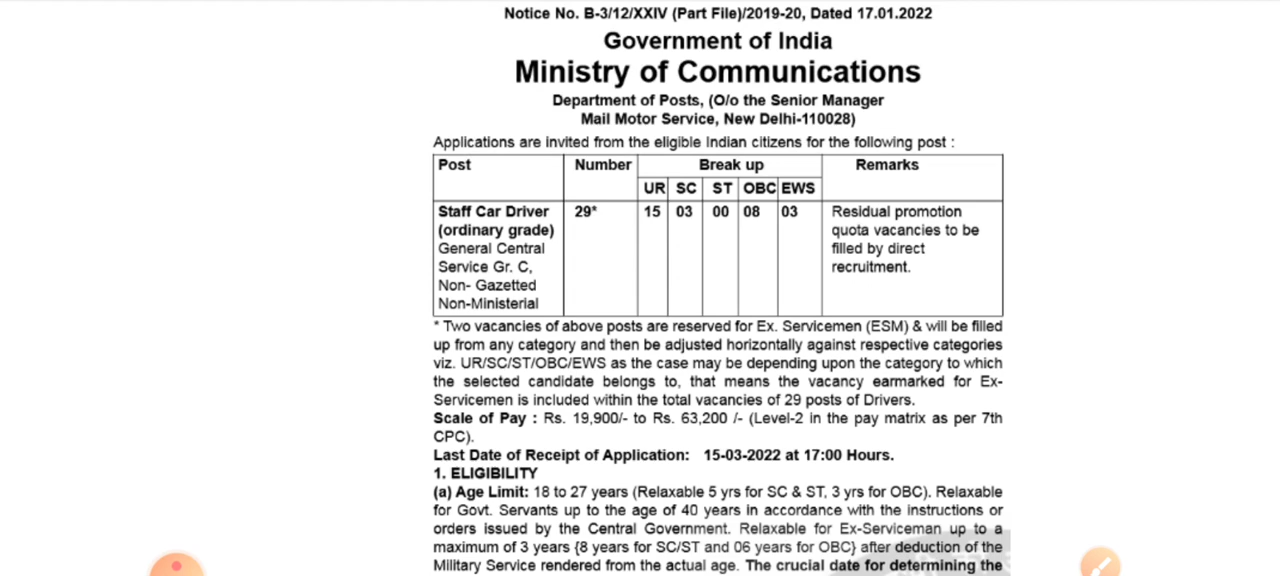 Notice No. B-3/12/XXIV (Part File)/2019-20, Dated 17.01.2022
Government of India
Ministry of Communications
Department of Posts, (O/o the Senior Manager
Mail Motor Service, New Delhi-110028)
Applications are invited from the eligible Indian citizens for the following post :
Post Number Break up Remarks
UR SC ST OBC EWS
Staff Car Driver 29* 15 03 00 08 03 Residual promotion
(ordinary grade) quota vacancies to be
General Central filled by direct
Service Gr. C, recruitment.
Non- Gazetted
Non-Ministerial
* Two vacancies of above posts are reserved for Ex. Servicemen (ESM) & will be filled
up from any category and then be adjusted horizontally against respective categories
viz. UR/SC/ST/OBC/EWS as the case may be depending upon the category to which
the selected candidate belongs to, that means the vacancy earmarked for Ex-
Servicemen is included within the total vacancies of 29 posts of Drivers.
Scale of Pay : Rs. 19,900/- to Rs. 63,200 /- (Level-2 in the pay matrix as per 7th
CPC).
Last Date of Receipt of Application: 15-03-2022 at 17:00 Hours.
1. ELIGIBILITY
(a) Age Limit: 18 to 27 years (Relaxable 5 yrs for SC & ST, 3 yrs for OBC). Relaxable
for Govt. Servants up to the age of 40 years in accordance with the instructions or
orders issued by the Central Government. Relaxable for Ex-Serviceman up to a
maximum of 3 years {8 years for SC/ST and 06 years for OBC} after deduction of the
Military Service rendered from the actual age. The crucial date for determining the